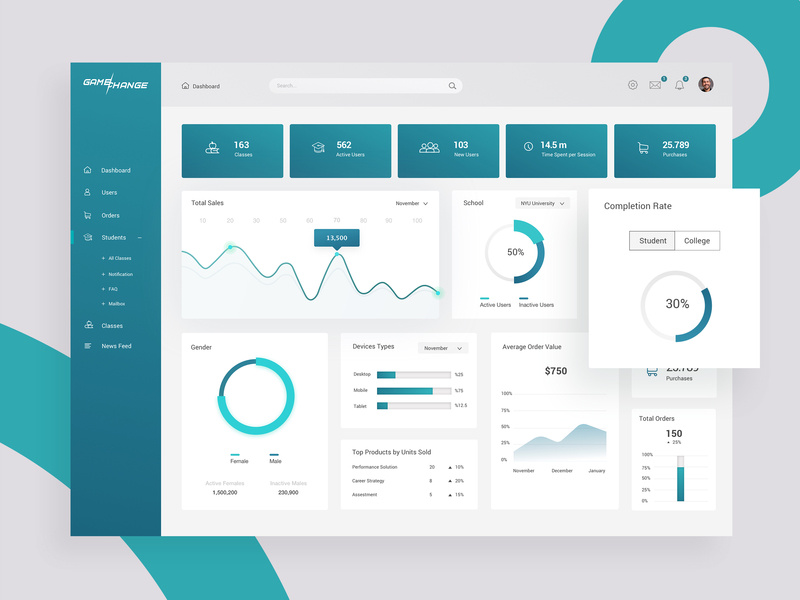 GAMECHANGE
Dashboard
Search...
1
Dashboard
Users
Orders
Students
All Classes
Notification
FAQ
Mailbox
Classes
News Feed
163
Classes
562
Active Users
103
New Users
14.5 m
Time Spent per Session
25.789
Purchases
Total Sales
November
10 20 30 50 60 70 80 90 100
13,500
School
NYU University
50%
Active Users Inactive Users
Completion Rate
Student College
30%
Gender
Female Male
Active Females Inactive Males
1,500,200 230,900
Devices Types
November
Desktop %25
Mobile %75
Tablet %12.5
Top Products by Units Sold
Performance Solution 20 10%
Career Strategy 8 20%
Assestment 5 15%
Average Order Value
$750
100%
75%
50%
25%
0%
November December January
25.789
Purchases
Total Orders
150
25%
100%
75%
50%
25%
0%